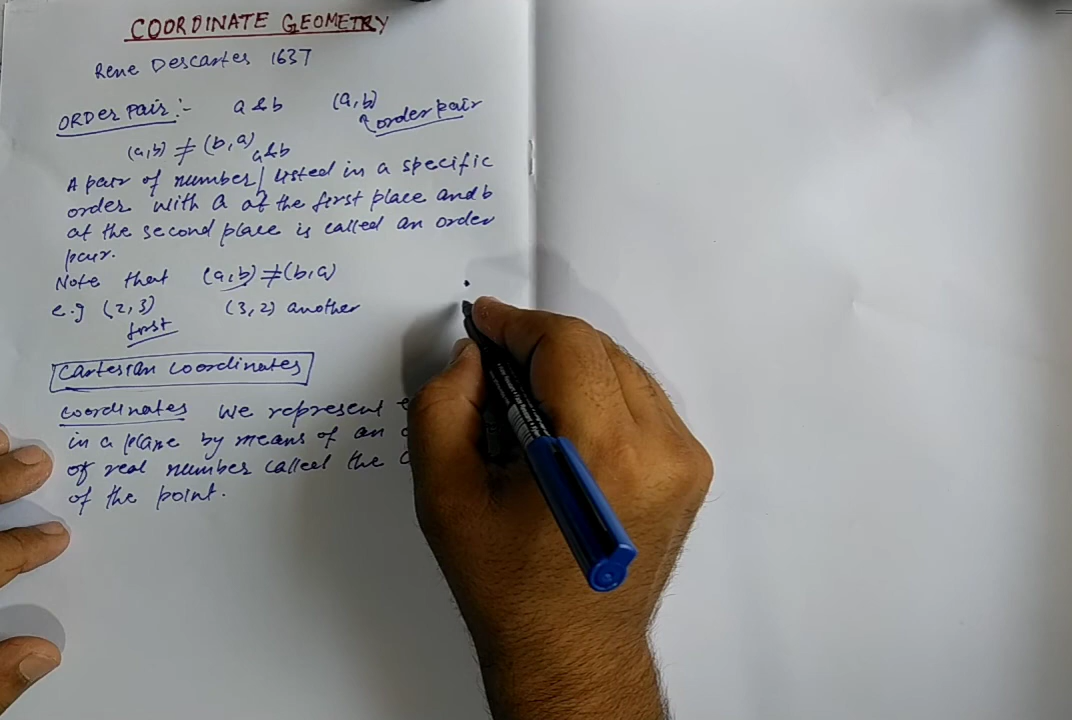 COORDINATE GEOMETRY
Rene Descartes 1637
ORDER Pair :- a & b (a, b)
order pair
(a, b) ≠ (b, a)
a & b
A pair of number listed in a specific
order with a at the first place and b
at the second place is called an order
pair.
Note that (a, b) ≠ (b, a)
e.g (2, 3) (3, 2) another
first
Cartesian Coordinates
Coordinates We represent
in a plane by means of an
of real number called the
of the point.